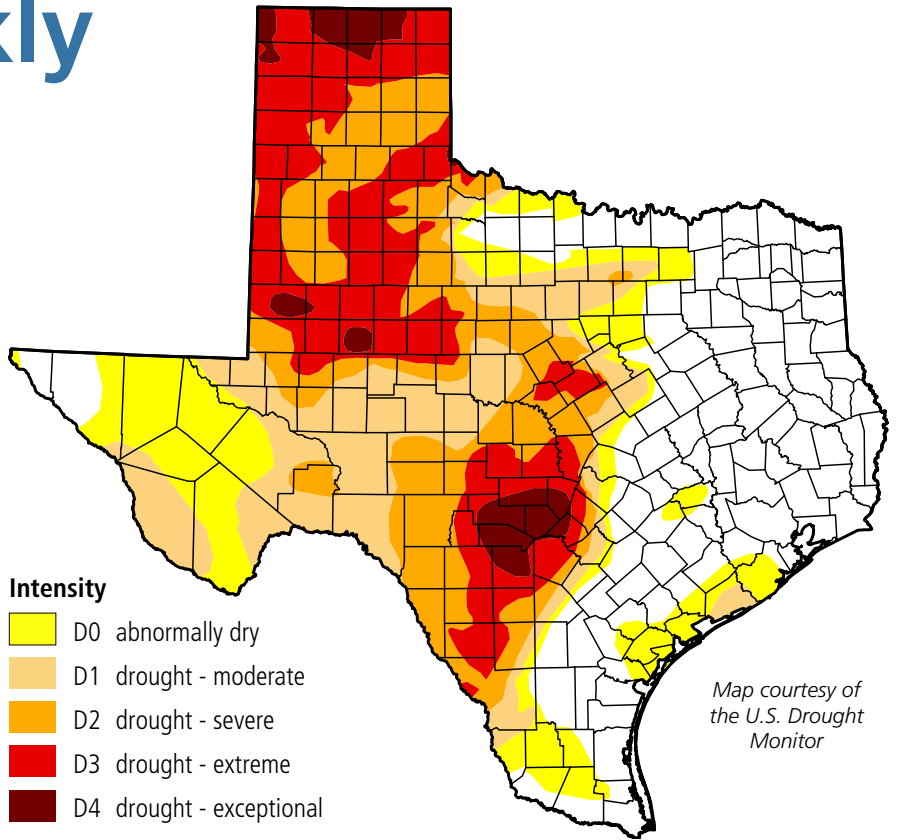 kly
Intensity
D0 abnormally dry
D1 drought - moderate
D2 drought - severe
D3 drought - extreme
D4 drought - exceptional
Map courtesy of
the U.S. Drought
Monitor